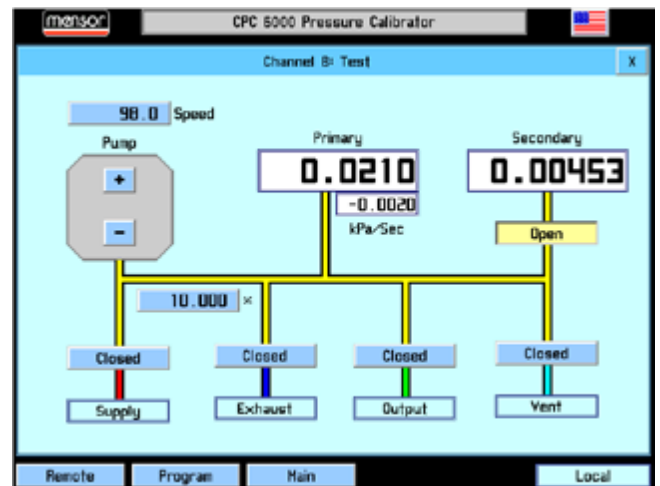 mensor
CPC 6000 Pressure Calibrator
Channel B: Test
X
98.0 Speed
Pump
Primary
Secondary
+
0.0210
0.00453
-0.0020
kPa/Sec
-
Open
10.000 %
Closed
Closed
Closed
Closed
Supply
Exhaust
Output
Vent
Remote
Program
Main
Local